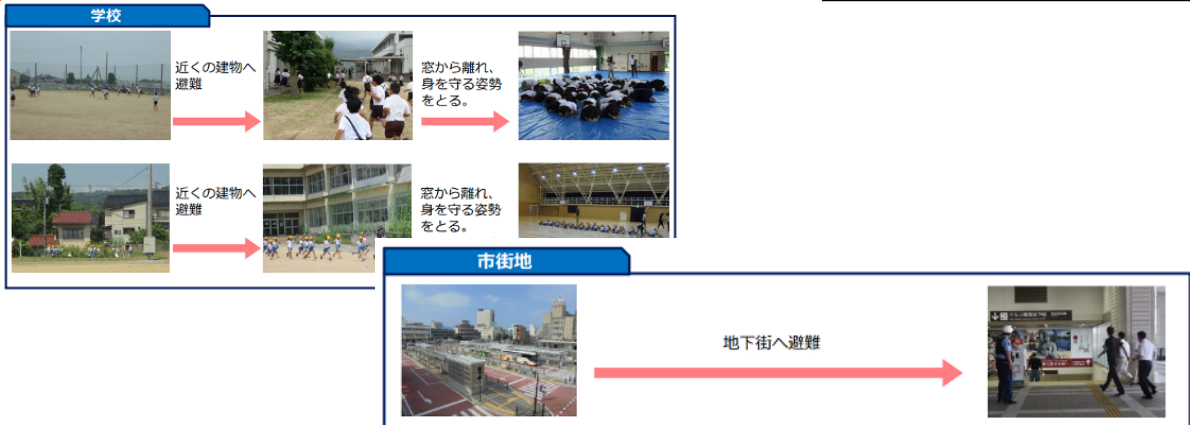 学校
近くの建物へ
避難
窓から離れ、
身を守る姿勢
をとる。
近くの建物へ
避難
窓から離れ、
身を守る姿勢
をとる。
市街地
地下街へ避難